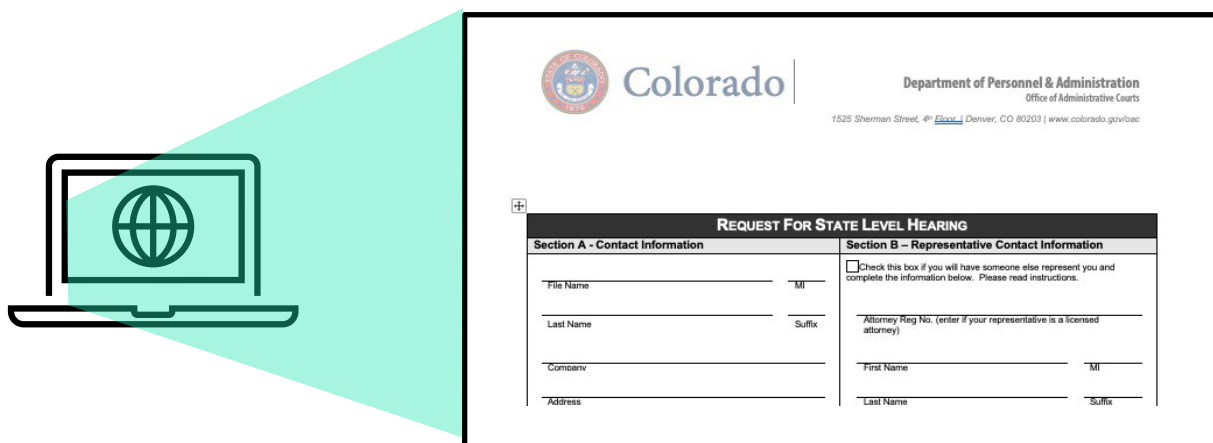 Colorado
Department of Personnel & Administration
Office of Administrative Courts
1525 Sherman Street, 4th Floor | Denver, CO 80203 | www.colorado.gov/oac
REQUEST FOR STATE LEVEL HEARING
Section A - Contact Information
File Name MI
Last Name Suffix
Company
Address
Section B – Representative Contact Information
Check this box if you will have someone else represent you and
complete the information below. Please read instructions.
Attorney Reg No. (enter if your representative is a licensed
attorney)
First Name MI
Last Name Suffix